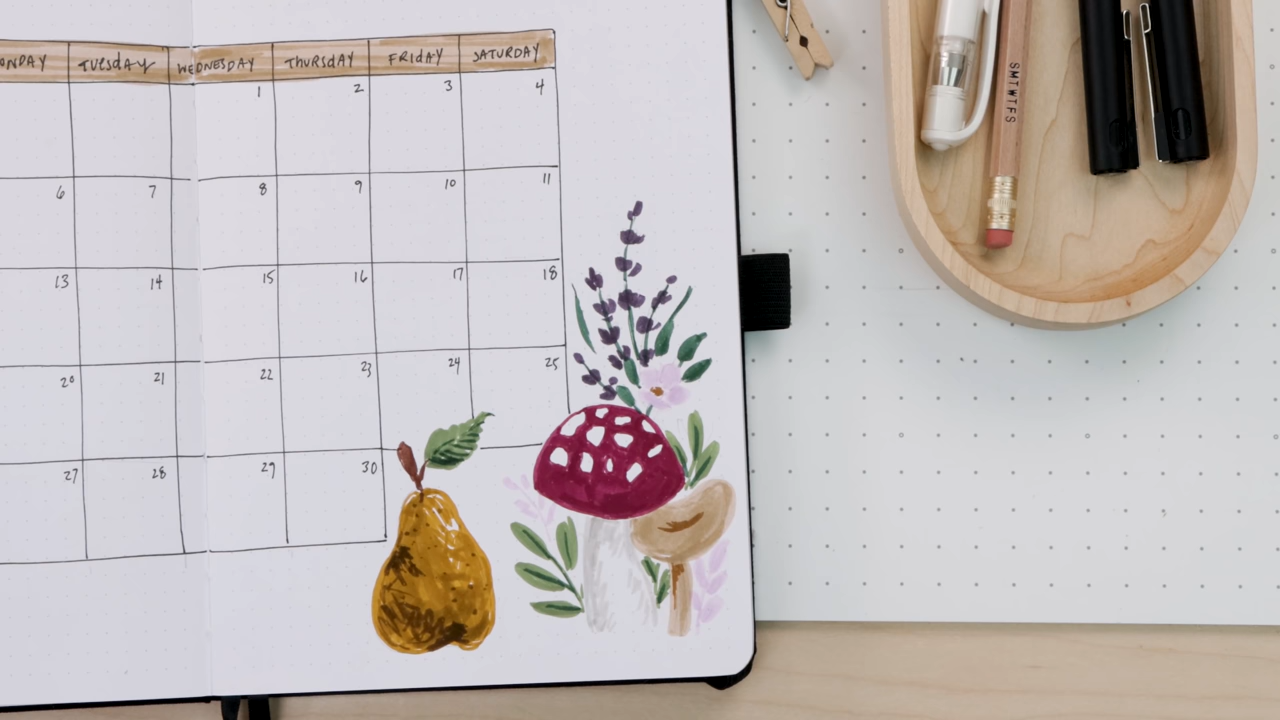 ONDAY TUESDAY WEDNESDAY THURSDAY FRIDAY SATURDAY
1 2 3 4
6 7 8 9 10 11
13 14 15 16 17 18
20 21 22 23 24 25
27 28 29 30
SMTWTFS